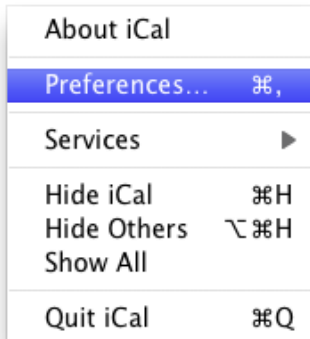 About iCal
Preferences... ⌘,
Services
Hide iCal ⌘H
Hide Others ⌥⌘H
Show All
Quit iCal ⌘Q